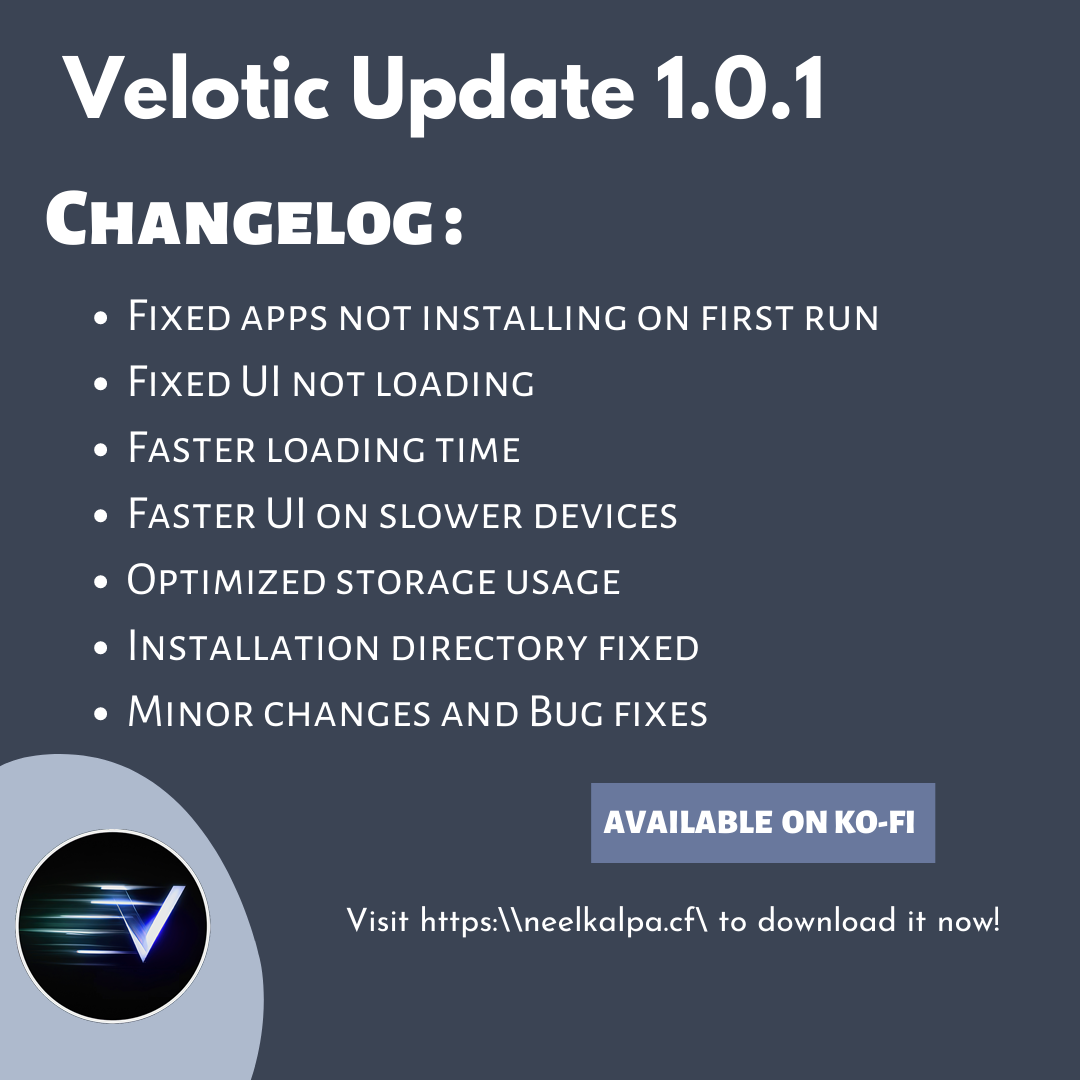 Velotic Update 1.0.1
Changelog :
• Fixed apps not installing on first run
• Fixed UI not loading
• Faster loading time
• Faster UI on slower devices
• Optimized storage usage
• Installation directory fixed
• Minor changes and Bug fixes
AVAILABLE ON KO-FI
Visit https:\\neelkalpa.cf\ to download it now!
V